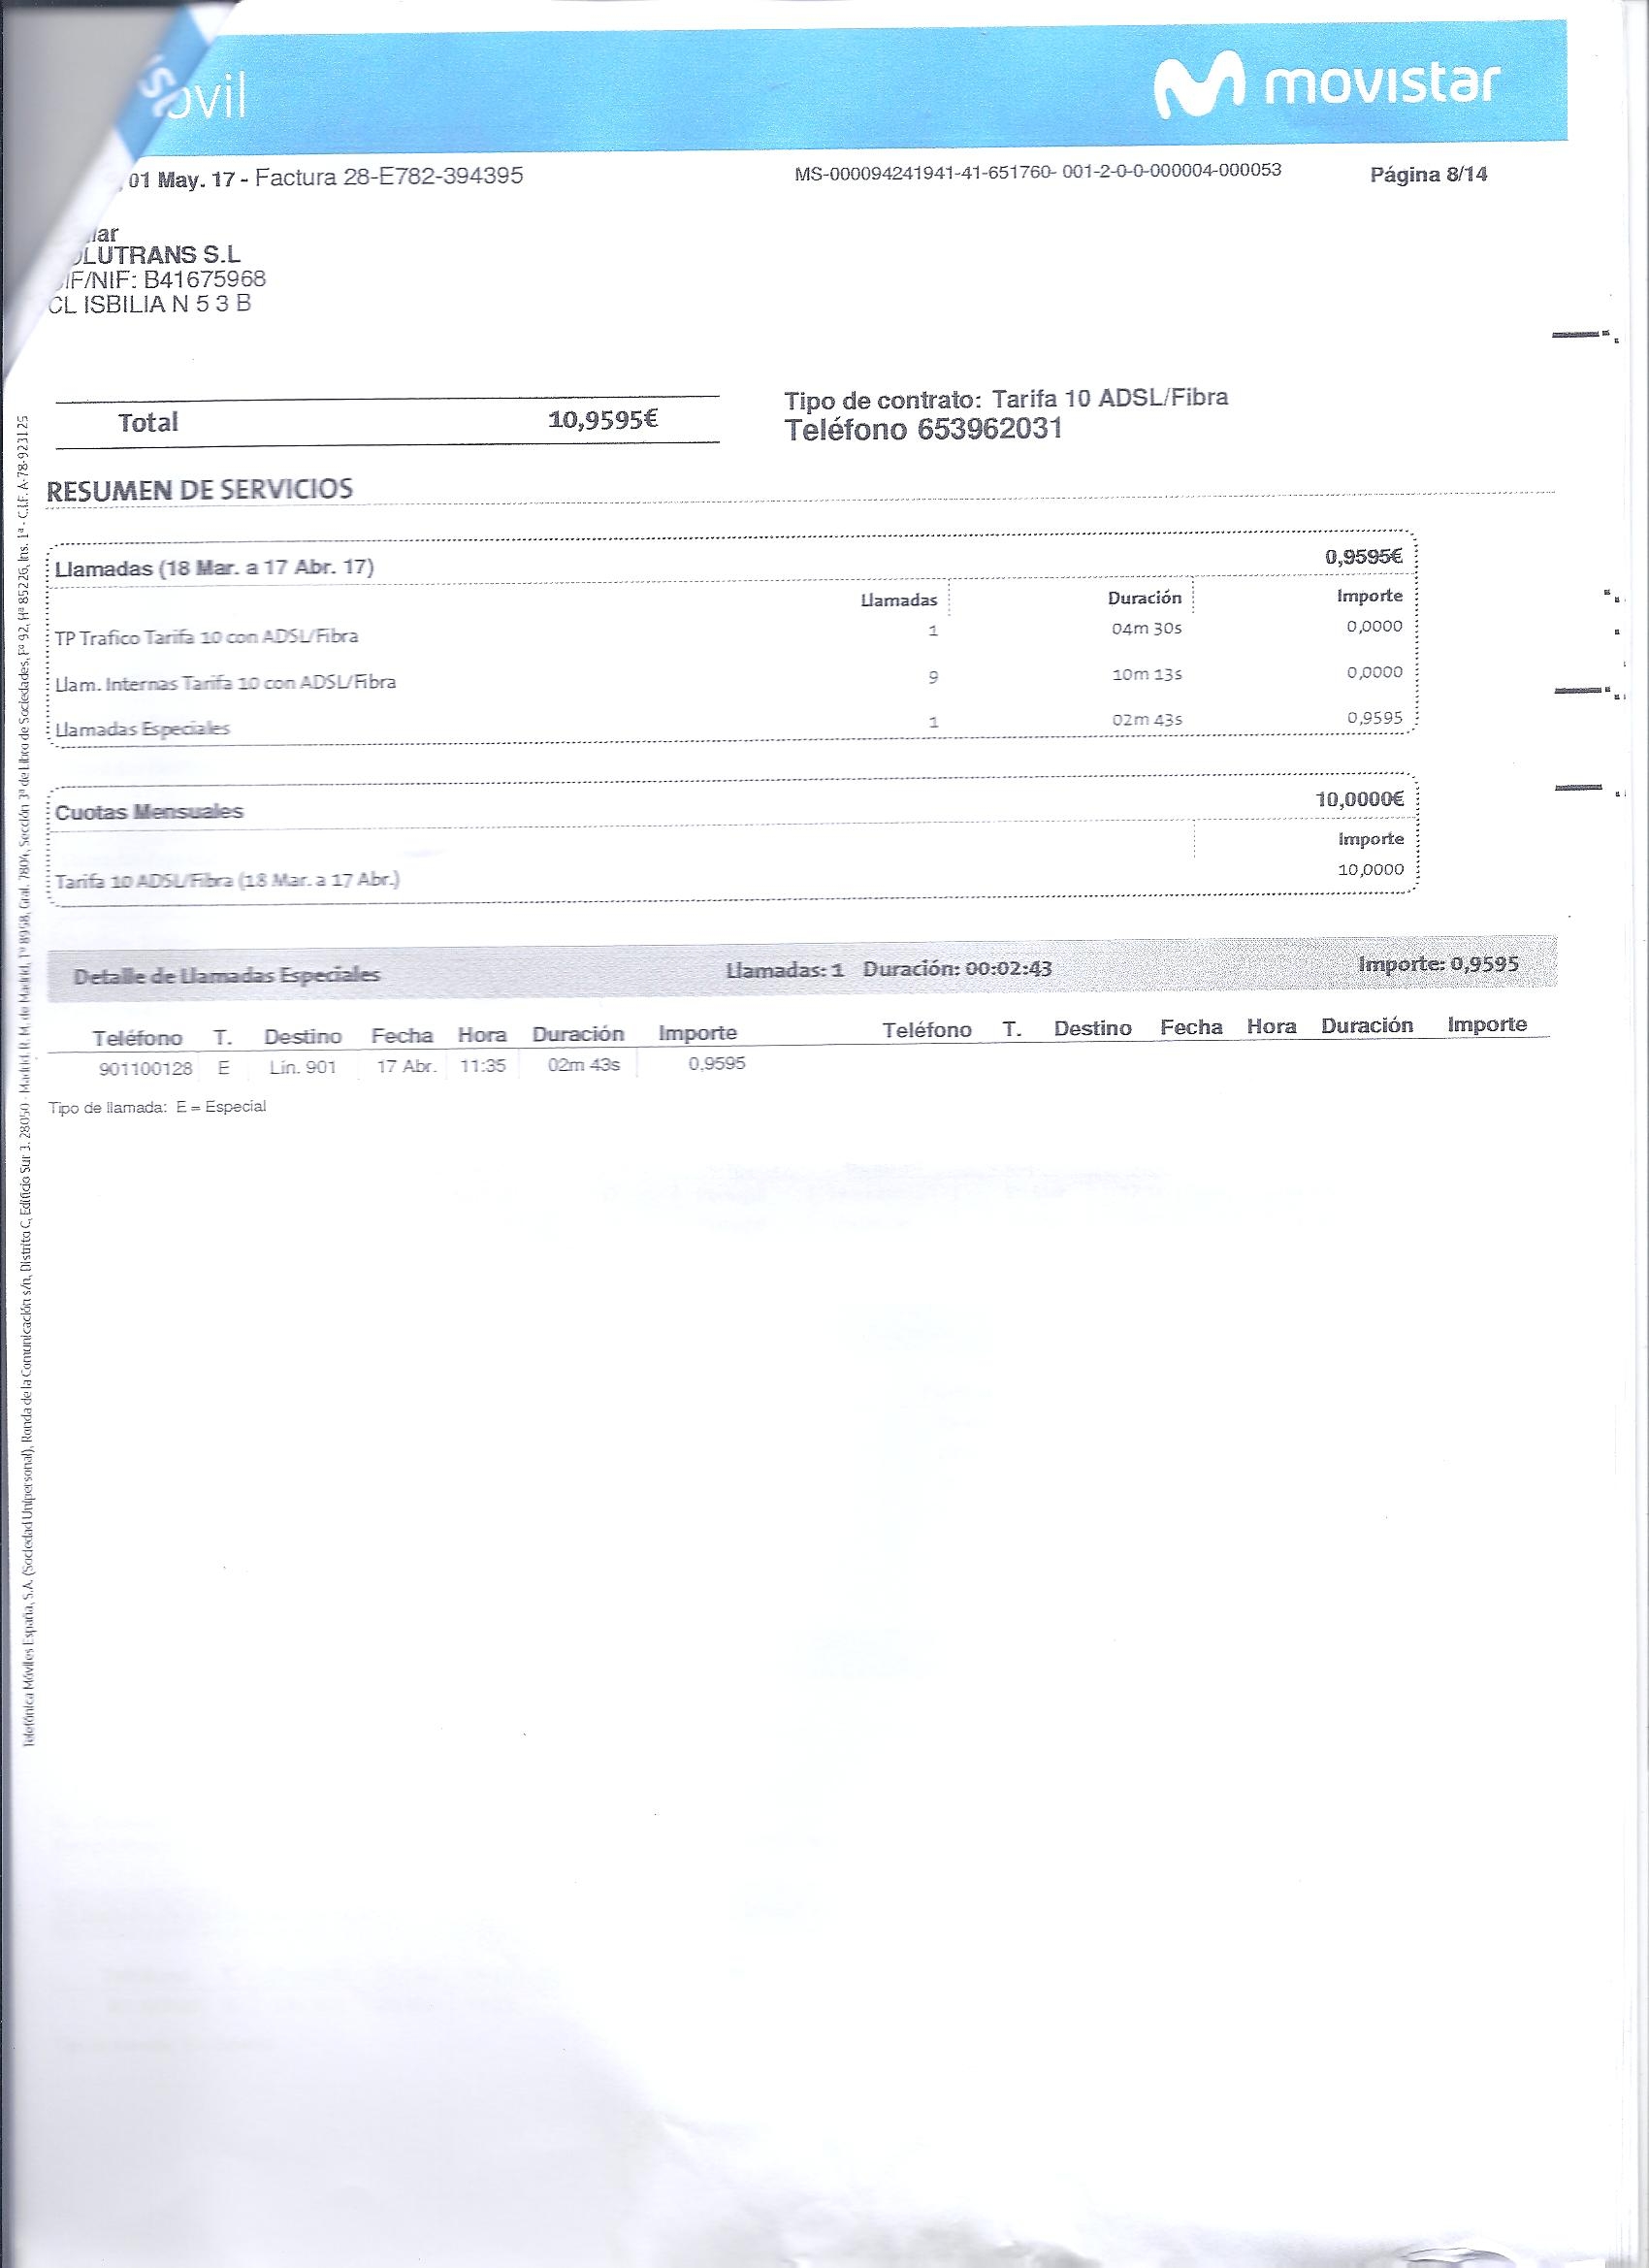 óvil
movistar
01 May. 17 - Factura 28-E782-394395
MS-000094241941-41-651760- 001-2-0-0-000004-000053
Página 8/14
LUTRANS S.L
IF/NIF: B41675968
CL ISBILIA N 5 3 B
Total 10,9595€
Tipo de contrato: Tarifa 10 ADSL/Fibra
Teléfono 653962031
RESUMEN DE SERVICIOS
Llamadas (18 Mar. a 17 Abr. 17) 0,9595€
Llamadas Duración Importe
TP Trafico Tarifa 10 con ADSL/Fibra 1 04m 30s 0,0000
Llam. Internas Tarifa 10 con ADSL/Fibra 9 10m 13s 0,0000
Llamadas Especiales 1 02m 43s 0,9595
Cuotas Mensuales 10,0000€
Importe
Tarifa 10 ADSL/Fibra (18 Mar. a 17 Abr.) 10,0000
Detalle de Llamadas Especiales Llamadas: 1 Duración: 00:02:43 Importe: 0,9595
Teléfono T. Destino Fecha Hora Duración Importe Teléfono T. Destino Fecha Hora Duración Importe
901100128 E Lin. 901 17 Abr. 11:35 02m 43s 0,9595
Tipo de llamada: E = Especial
Telefónica Móviles España, S.A. (Sociedad Unipersonal), Ronda de la Comunicación s/n, Distrito C, Edificio Sur 3. 28050 - Madrid. R. M. de Madrid, Tº 8958, Gral. 7804, Sección 3ª de Libro de Sociedades, Fº 92, Hª 85226, Ins. 1ª - C.I.F. A-78-923125